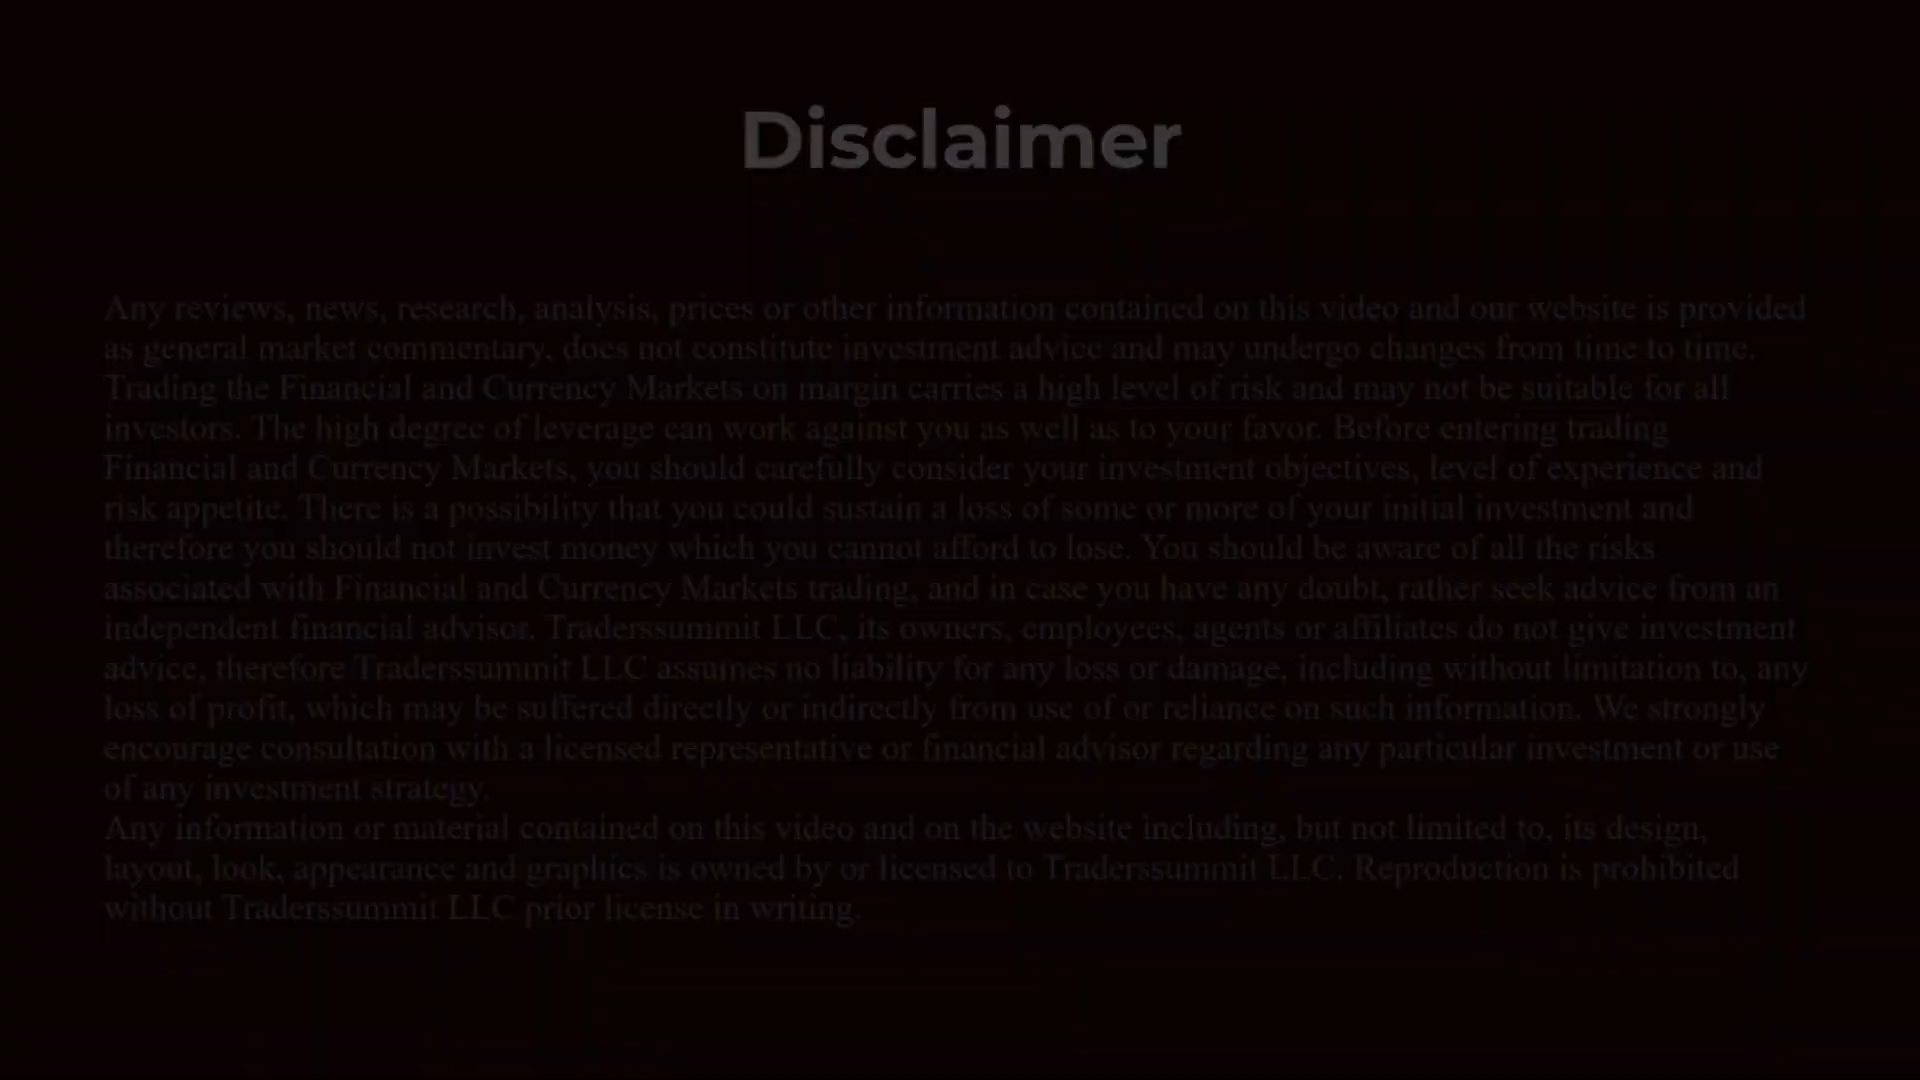 Disclaimer
Any reviews, news, research, analysis, prices or other information contained on this video and our website is provided
as general market commentary, does not constitute investment advice and may undergo changes from time to time.
Trading the Financial and Currency Markets on margin carries a high level of risk and may not be suitable for all
investors. The high degree of leverage can work against you as well as to your favor. Before entering trading
Financial and Currency Markets, you should carefully consider your investment objectives, level of experience and
risk appetite. There is a possibility that you could sustain a loss of some or more of your initial investment and
therefore you should not invest money which you cannot afford to lose. You should be aware of all the risks
associated with Financial and Currency Markets trading, and in case you have any doubt, rather seek advice from an
independent financial advisor. Traderssummit LLC, its owners, employees, agents or affiliates do not give investment
advice, therefore Traderssummit LLC assumes no liability for any loss or damage, including without limitation to, any
loss of profit, which may be suffered directly or indirectly from use of or reliance on such information. We strongly
encourage consultation with a licensed representative or financial advisor regarding any particular investment or use
of any investment strategy.
Any information or material contained on this video and on the website including, but not limited to, its design,
layout, look, appearance and graphics is owned by or licensed to Traderssummit LLC. Reproduction is prohibited
without Traderssummit LLC prior license in writing.